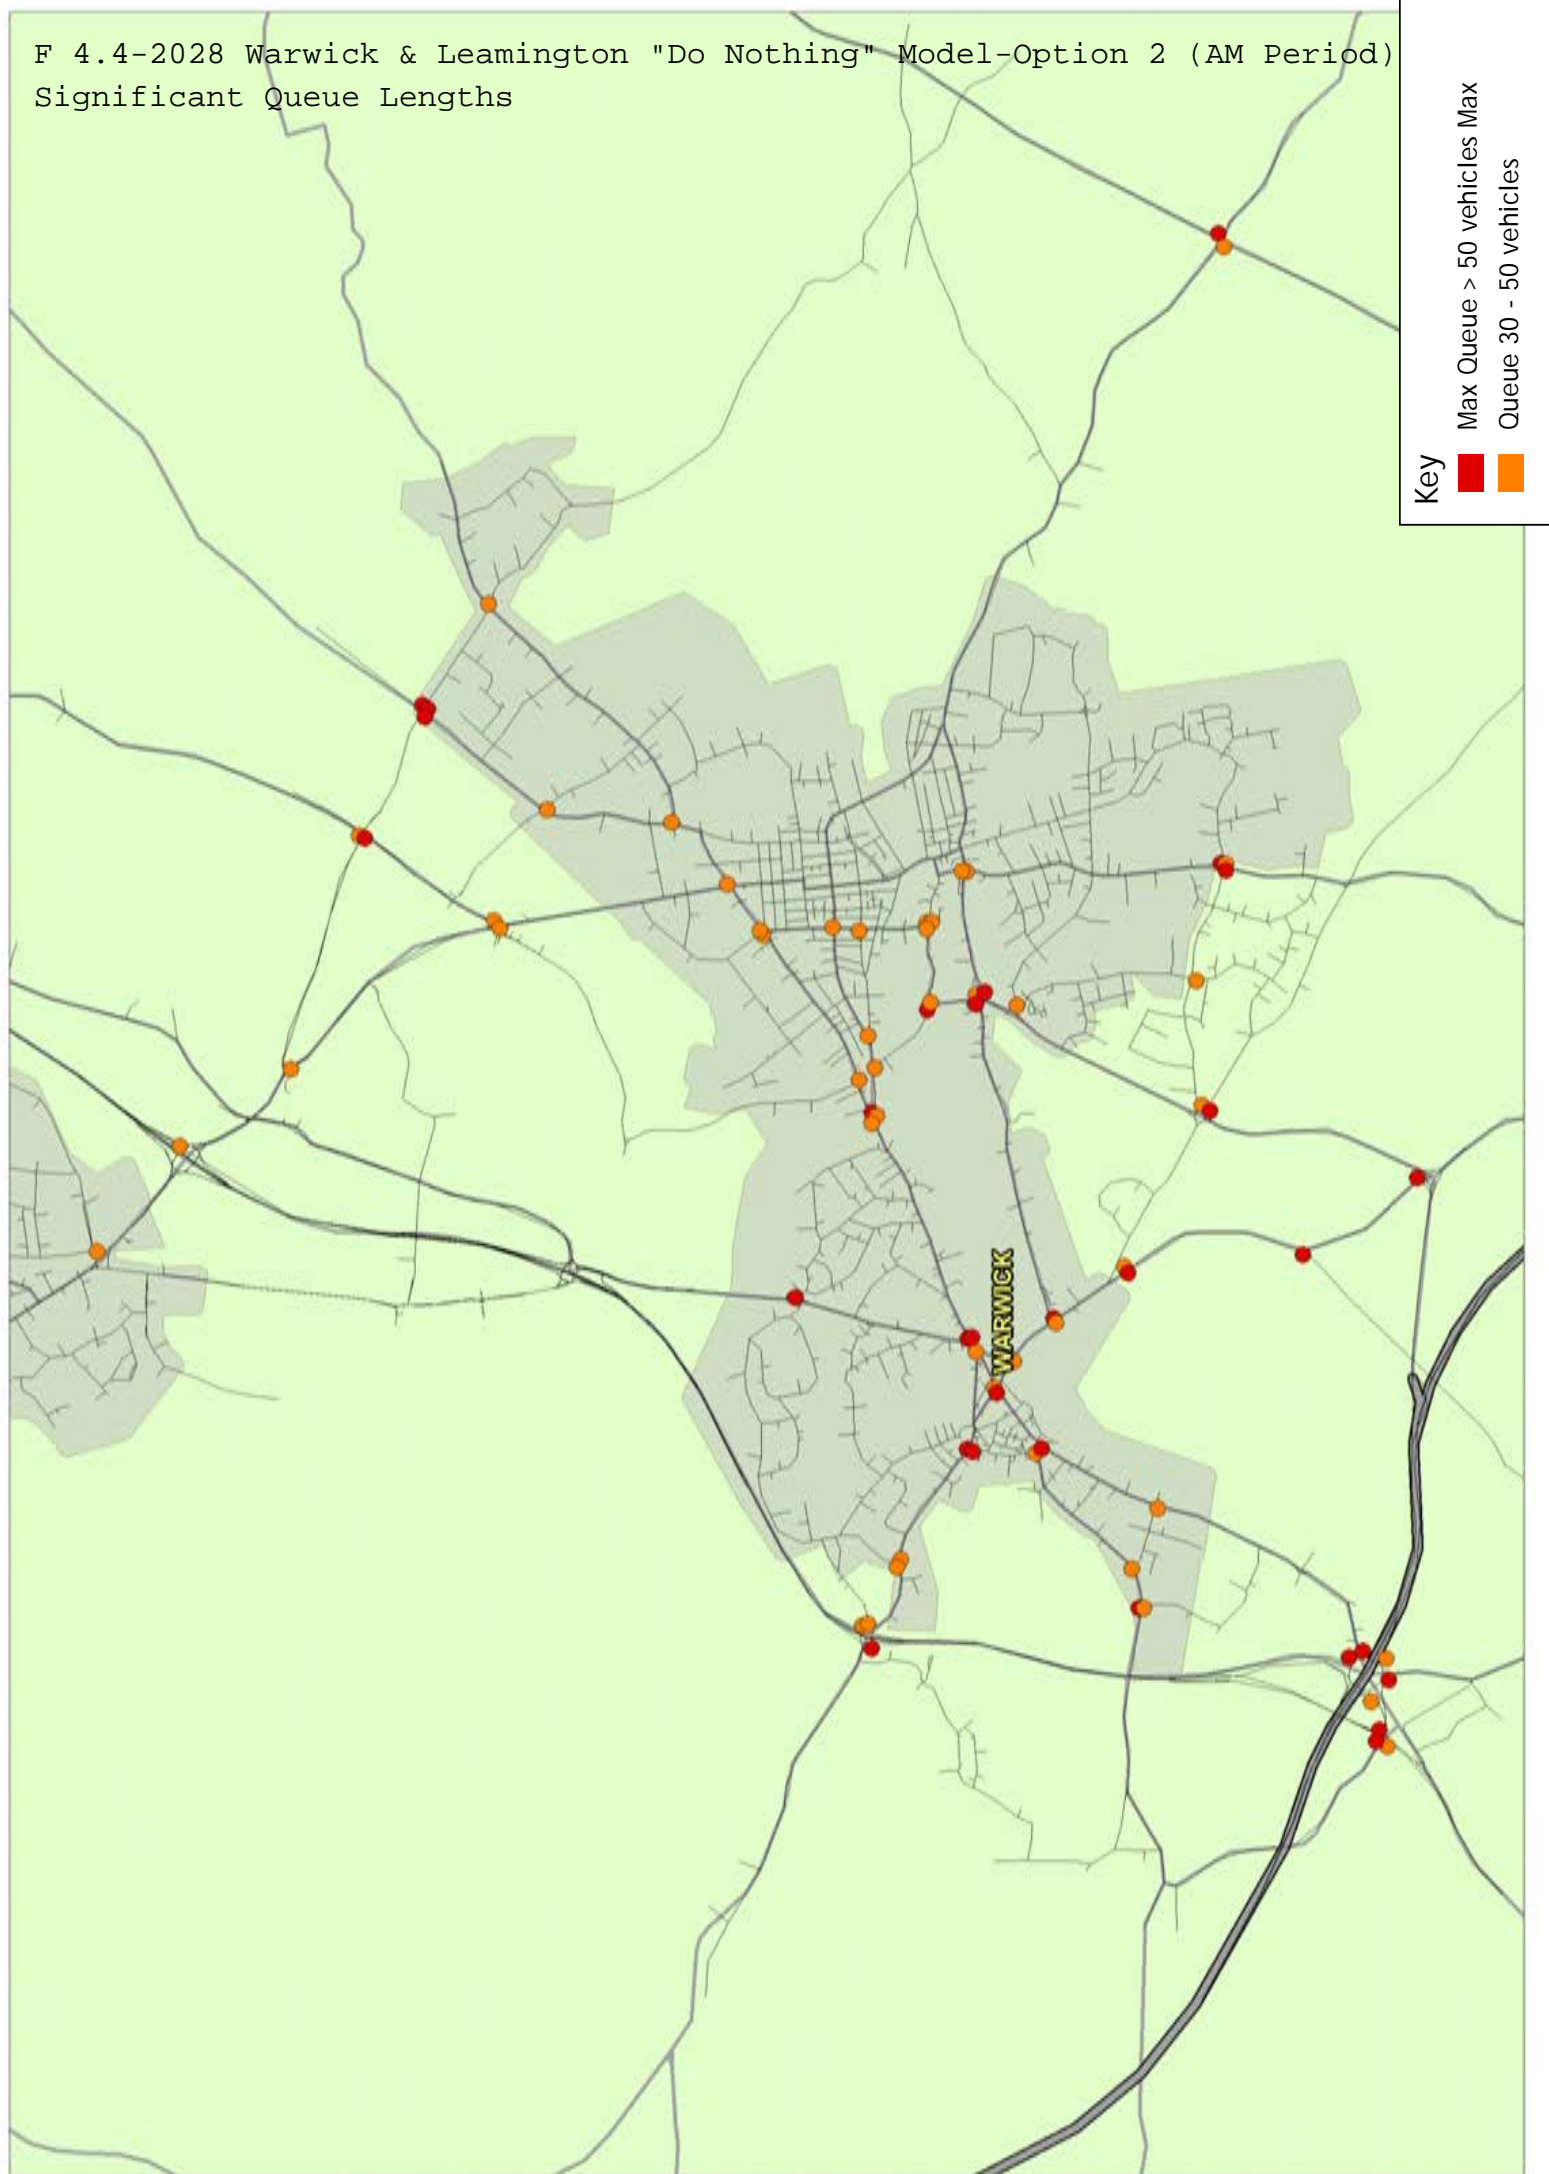 F 4.4-2028 Warwick & Leamington "Do Nothing" Model-Option 2 (AM Period)
Significant Queue Lengths
Key
Max Queue > 50 vehicles Max
Queue 30 - 50 vehicles
WARWICK